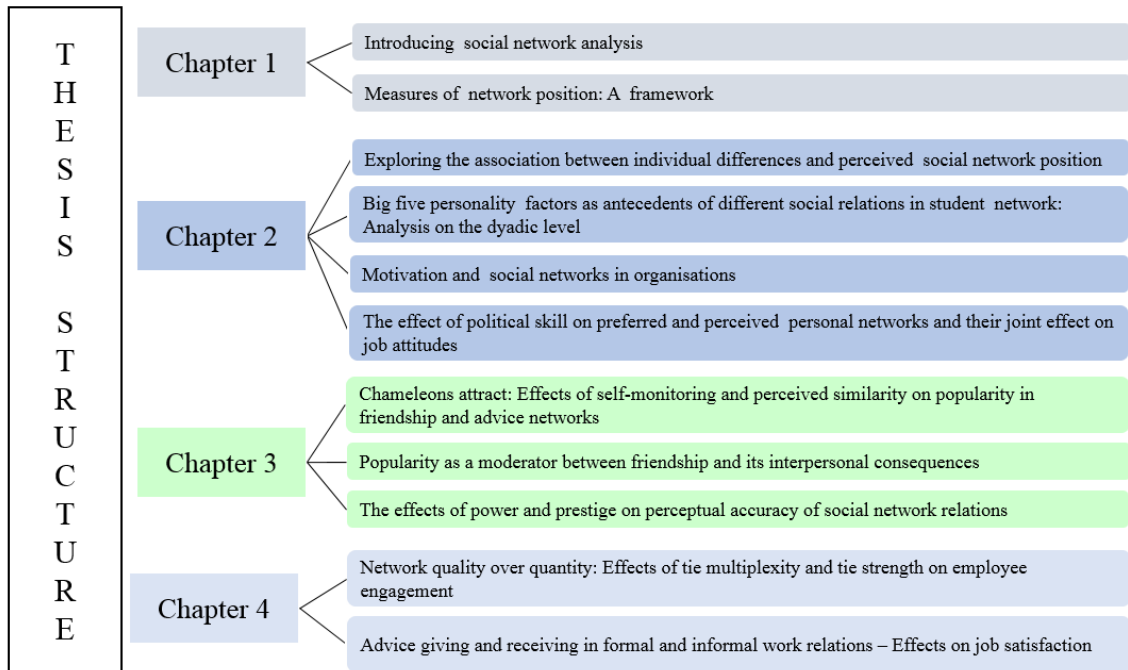 THESIS STRUCTURE
Chapter 1
Introducing social network analysis
Measures of network position: A framework
Chapter 2
Exploring the association between individual differences and perceived social network position
Big five personality factors as antecedents of different social relations in student network:
Analysis on the dyadic level
Motivation and social networks in organisations
The effect of political skill on preferred and perceived personal networks and their joint effect on
job attitudes
Chapter 3
Chameleons attract: Effects of self-monitoring and perceived similarity on popularity in
friendship and advice networks
Popularity as a moderator between friendship and its interpersonal consequences
The effects of power and prestige on perceptual accuracy of social network relations
Chapter 4
Network quality over quantity: Effects of tie multiplexity and tie strength on employee
engagement
Advice giving and receiving in formal and informal work relations – Effects on job satisfaction